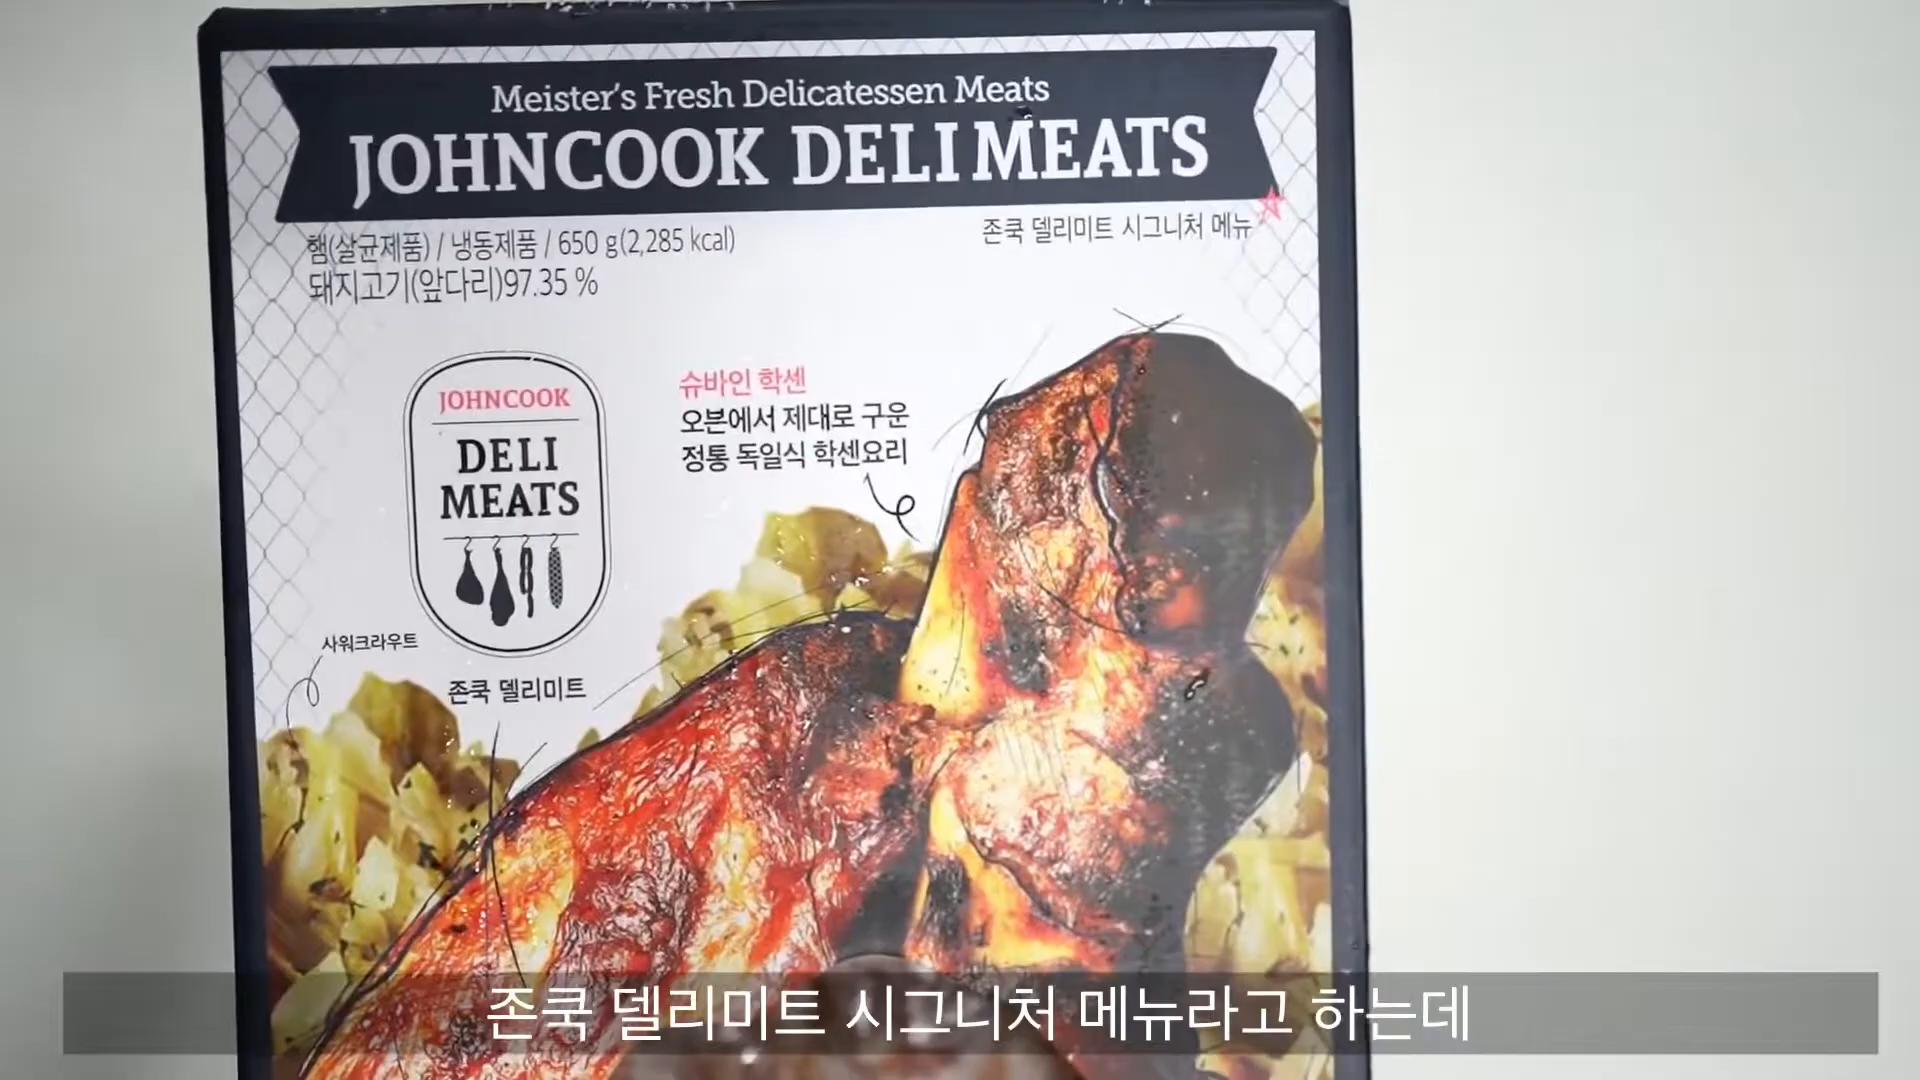 Meister's Fresh Delicatessen Meats
JOHNCOOK DELI MEATS
햄(살균제품) / 냉동제품 / 650 g(2,285 kcal)
돼지고기(앞다리)97.35 %
존쿡 델리미트 시그니처 메뉴
JOHNCOOK
DELI
MEATS
슈바인 학센
오븐에서 제대로 구운
정통 독일식 학센요리
사워크라우트
존쿡 델리미트
존쿡 델리미트 시그니처 메뉴라고 하는데